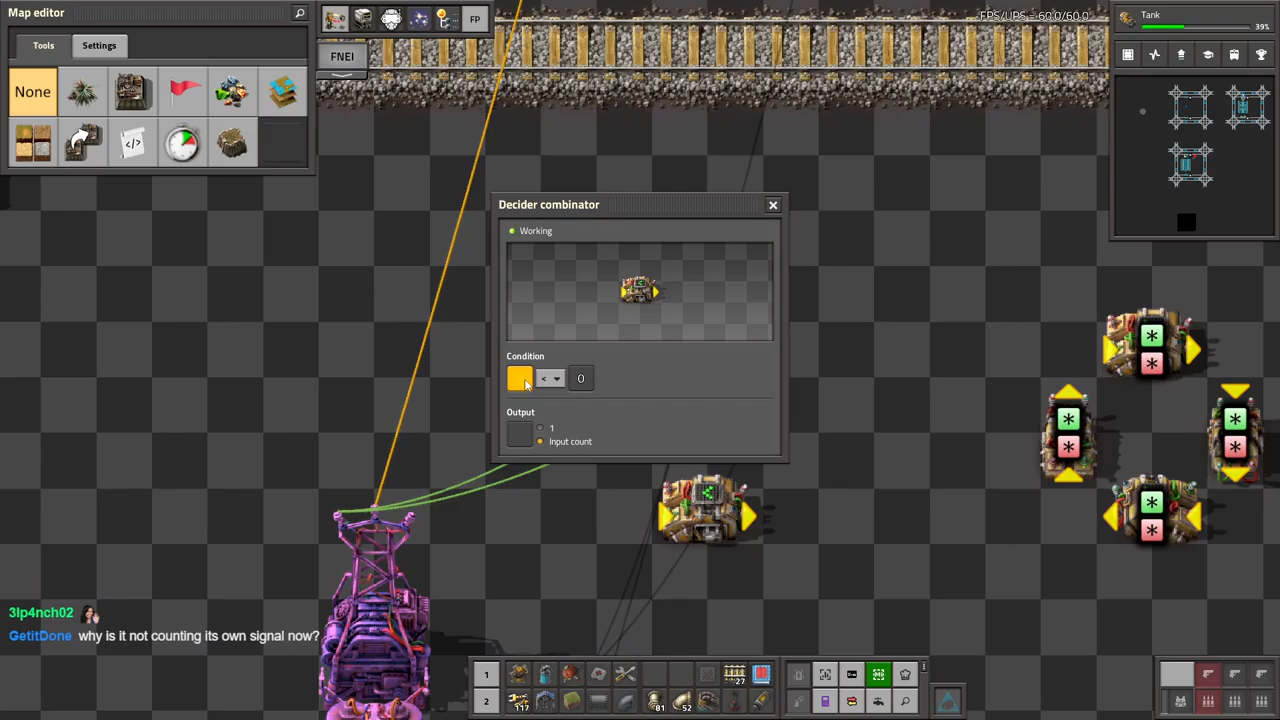 Map editor
Tools
Settings
None
FP
FNEI
FPS/UPS = 60.0/60.0
Tank
39%
Decider combinator
Working
Condition
<
0
Output
1
Input count
3lp4nch02
GetitDone why is it not counting its own signal now?
1
27
2
117
81
52